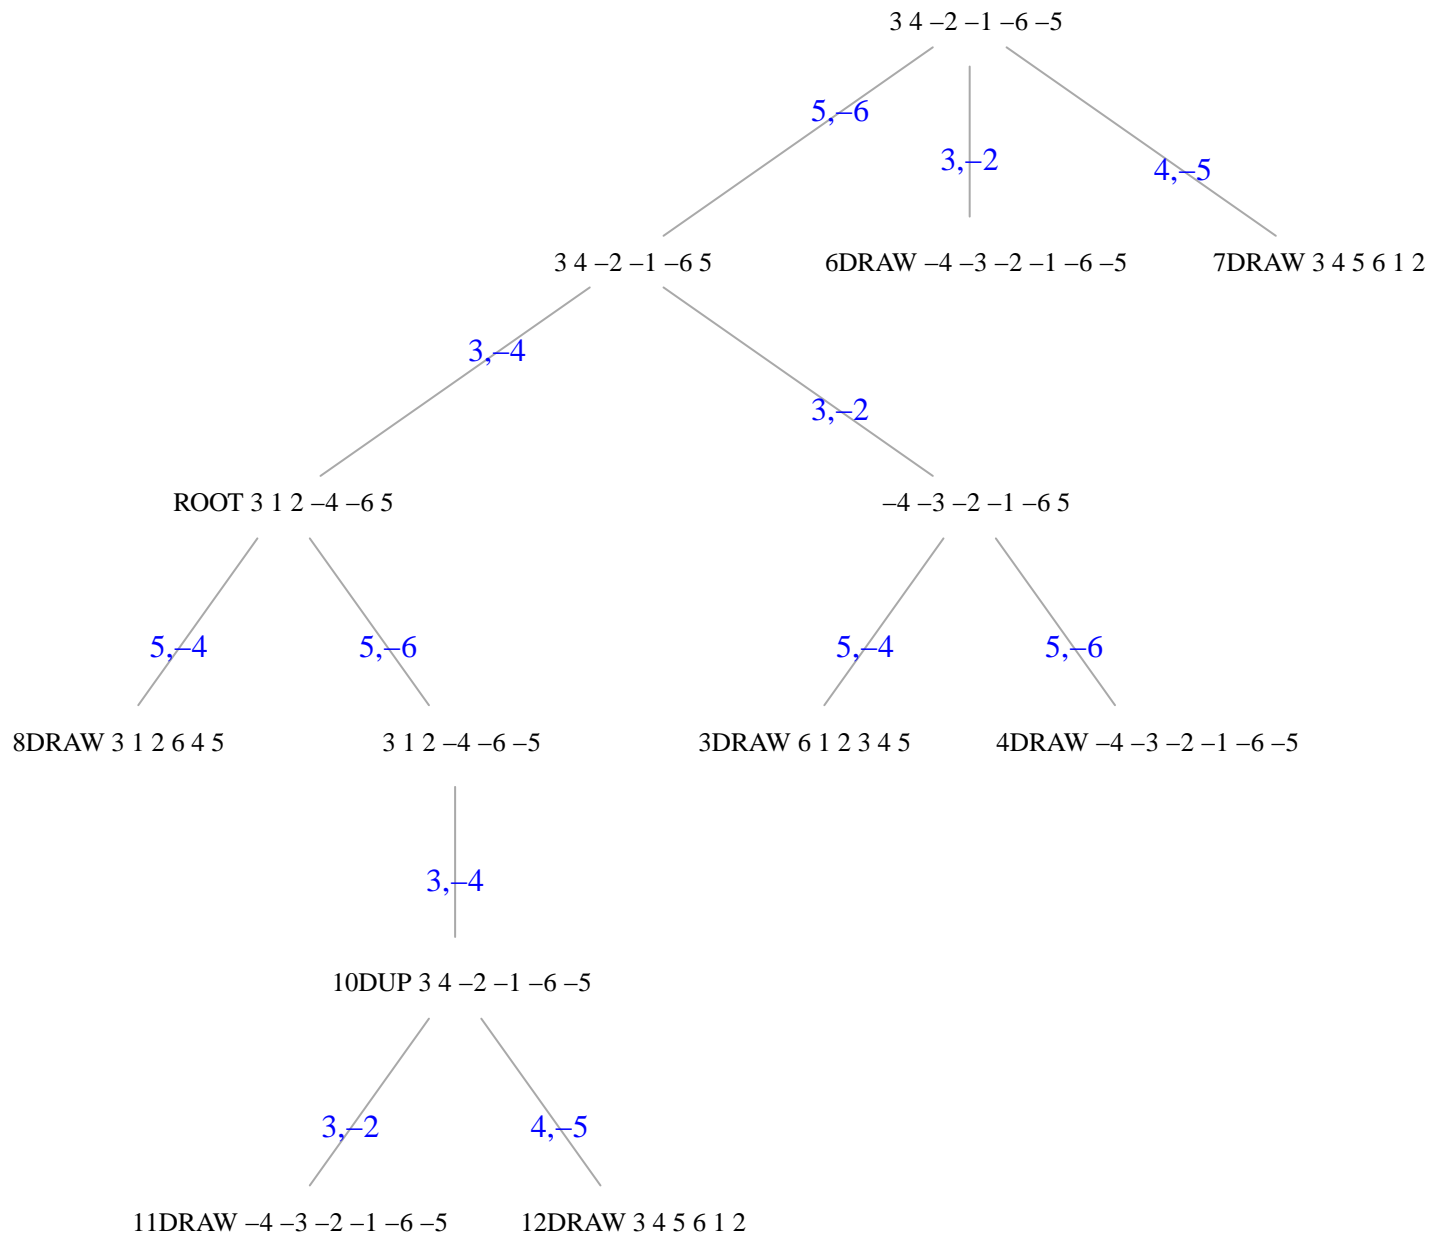 3 4 –2 –1 –6 –5
5,–6
3,–2
4,–5
3 4 –2 –1 –6 5
6DRAW –4 –3 –2 –1 –6 –5
7DRAW 3 4 5 6 1 2
3,–4
3,–2
ROOT 3 1 2 –4 –6 5
–4 –3 –2 –1 –6 5
5,–4
5,–6
5,–4
5,–6
8DRAW 3 1 2 6 4 5
3 1 2 –4 –6 –5
3DRAW 6 1 2 3 4 5
4DRAW –4 –3 –2 –1 –6 –5
3,–4
10DUP 3 4 –2 –1 –6 –5
3,–2
4,–5
11DRAW –4 –3 –2 –1 –6 –5
12DRAW 3 4 5 6 1 2